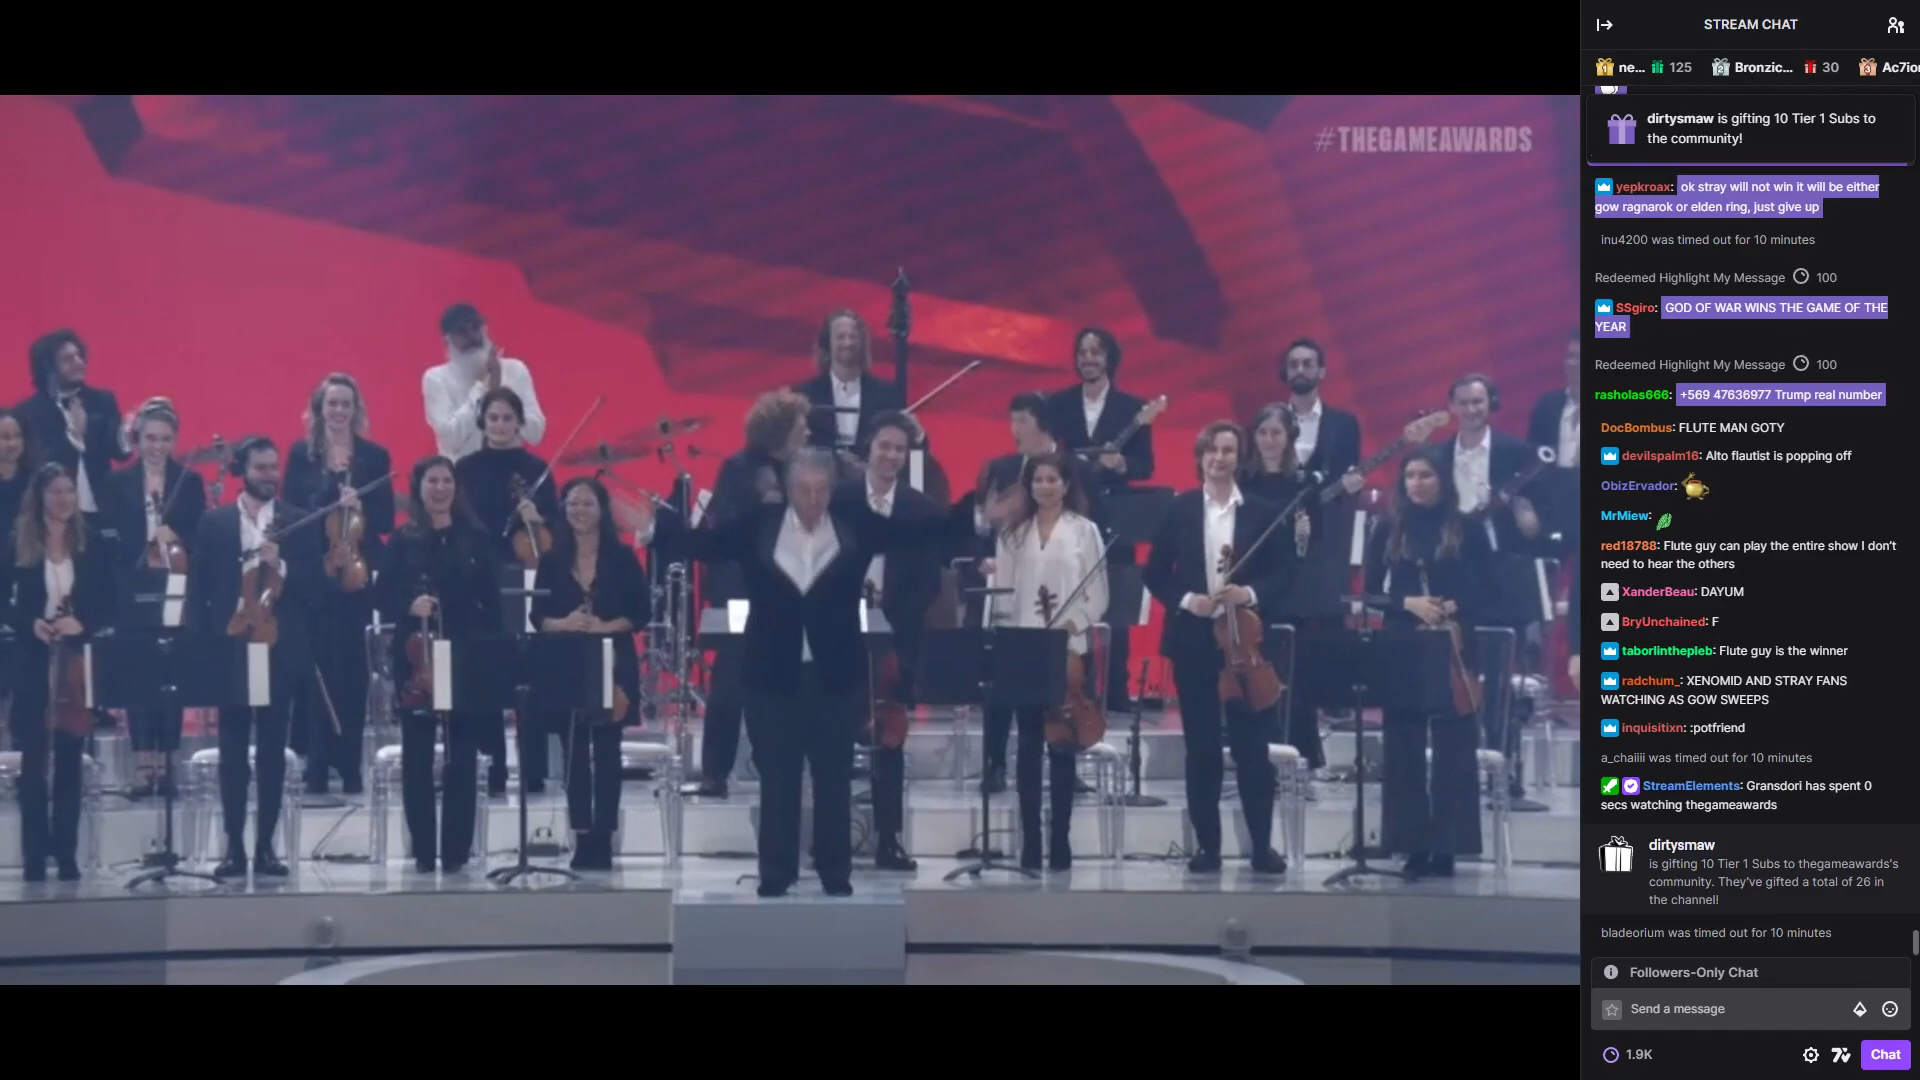 #THEGAMEAWARDS
STREAM CHAT
ne... 125 Bronzic... 30 Ac7ion
dirtysmaw is gifting 10 Tier 1 Subs to
the community!
yepkroax: ok stray will not win it will be either
gow ragnarok or elden ring, just give up
inu4200 was timed out for 10 minutes
Redeemed Highlight My Message 100
SSgiro: GOD OF WAR WINS THE GAME OF THE
YEAR
Redeemed Highlight My Message 100
rasholas666: +569 47636977 Trump real number
DocBombus: FLUTE MAN GOTY
devilspalm16: Alto flautist is popping off
ObizErvador:
MrMiew:
red18788: Flute guy can play the entire show I don't
need to hear the others
XanderBeau: DAYUM
BryUnchained: F
taborlinthepleb: Flute guy is the winner
radchum_: XENOMID AND STRAY FANS
WATCHING AS GOW SWEEPS
inquisitixn: :potfriend
a_chaiiii was timed out for 10 minutes
StreamElements: Gransdori has spent 0
secs watching thegameawards
dirtysmaw
is gifting 10 Tier 1 Subs to thegameawards's
community. They've gifted a total of 26 in
the channel!
bladeorium was timed out for 10 minutes
Followers-Only Chat
Send a message
1.9K
Chat